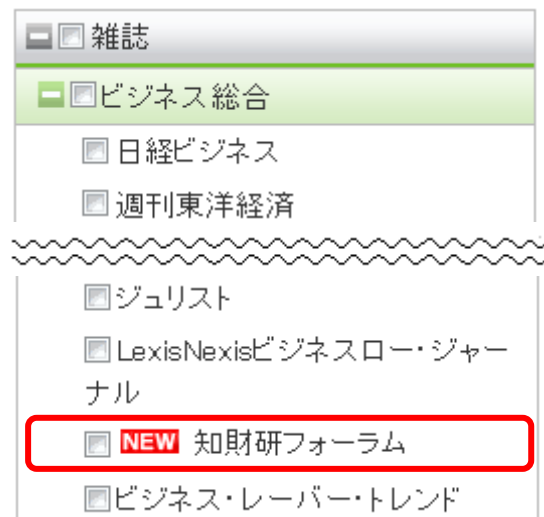 雑誌
ビジネス総合
日経ビジネス
週刊東洋経済
ジュリスト
LexisNexisビジネスロー・ジャー
ナル
NEW 知財研フォーラム
ビジネス・レーバー・トレンド